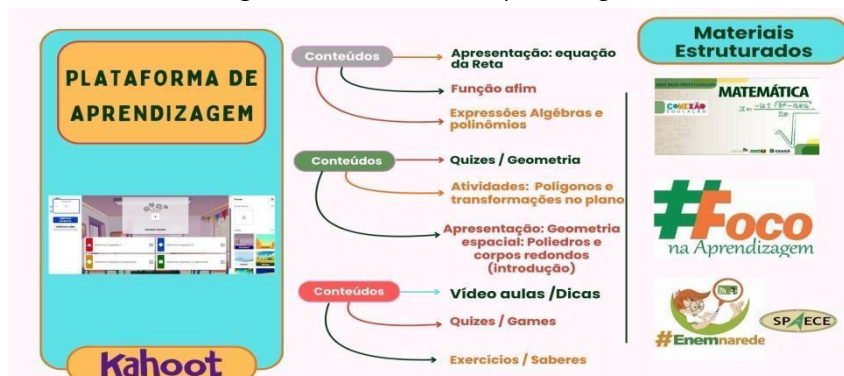 PLATAFORMA DE
APRENDIZAGEM
Kahoot
Conteúdos
Apresentação: equação
da Reta
Função afim
Expressões Algébras e
polinômios
Conteúdos
Quizes / Geometria
Atividades: Polígonos e
transformações no plano
Apresentação: Geometria
espacial: Poliedros e
corpos redondos
(introdução)
Conteúdos
Vídeo aulas /Dicas
Quizes / Games
Exercícios / Saberes
Materiais
Estruturados
MATEMÁTICA
CONEXÃO
EDUCAÇÃO
#Foco
na Aprendizagem
#Enemnarede
SPAECE